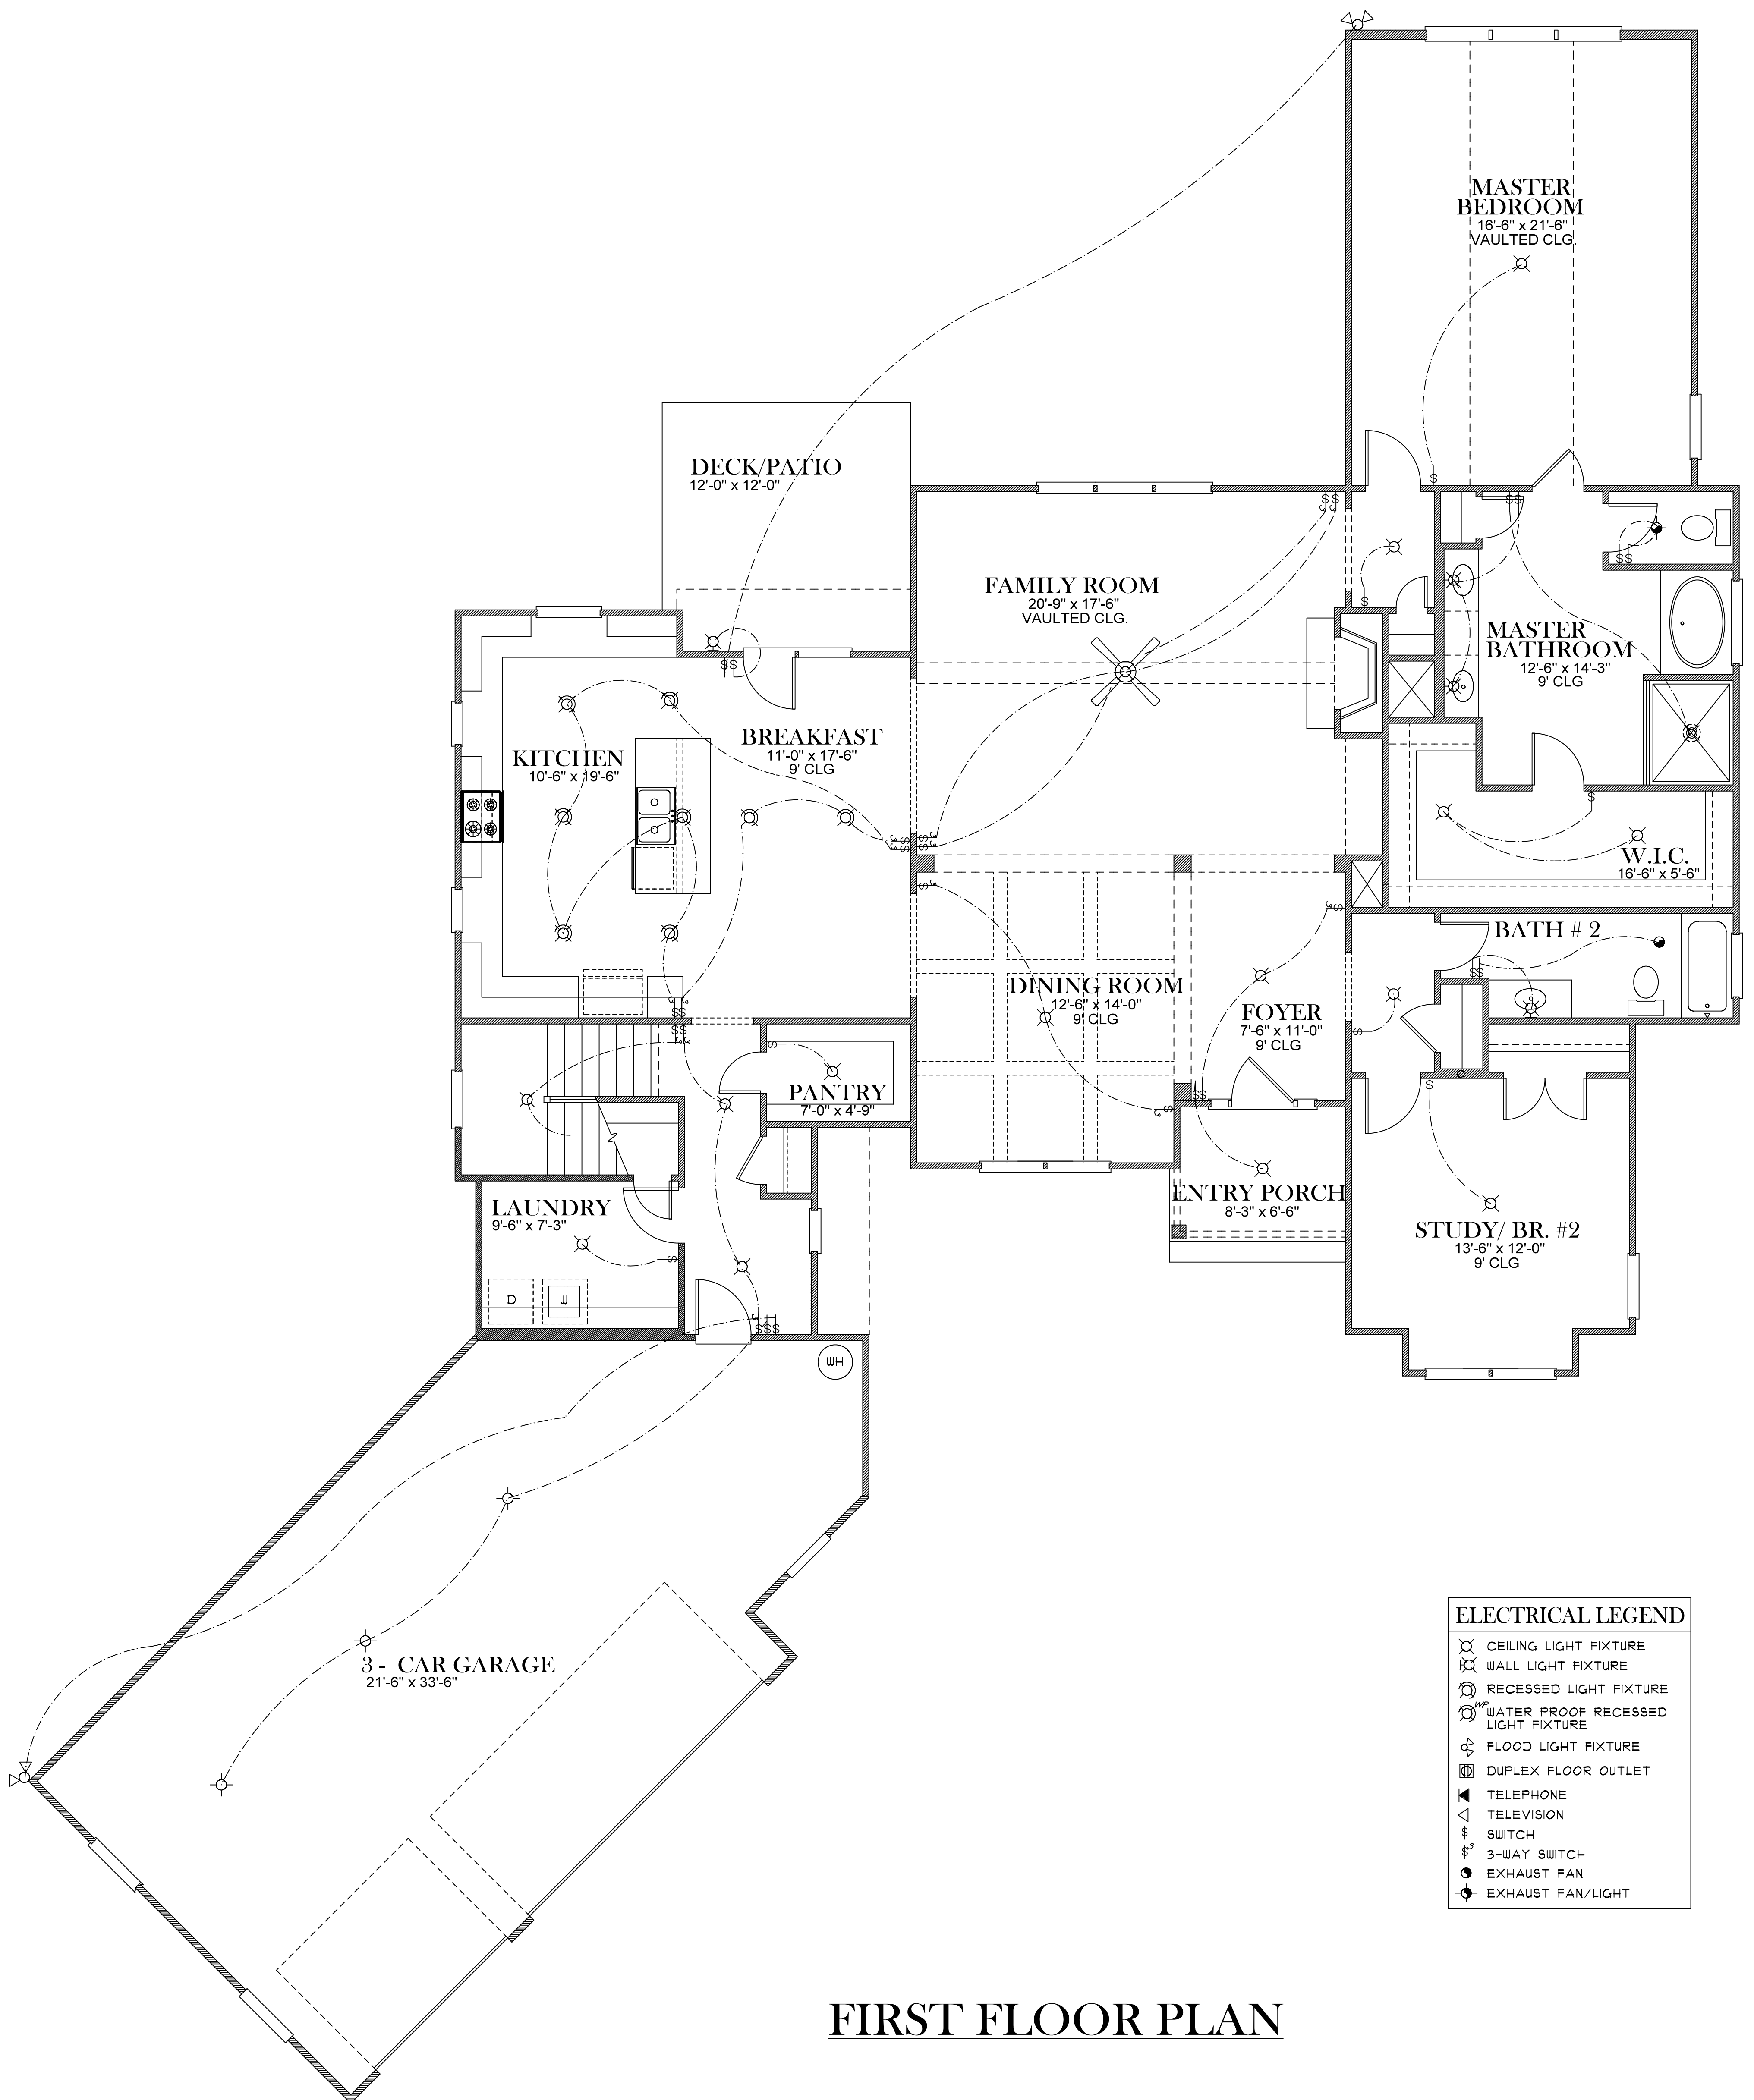 MASTER
BEDROOM
16'-6" x 21'-6"
VAULTED CLG.
DECK/PATIO
12'-0" x 12'-0"
FAMILY ROOM
20'-9" x 17'-6"
VAULTED CLG.
MASTER
BATHROOM
12'-6" x 14'-3"
9' CLG
KITCHEN
10'-6" x 19'-6"
BREAKFAST
11'-0" x 17'-6"
9' CLG
W.I.C.
16'-6" x 5'-6"
BATH # 2
DINING ROOM
12'-6" x 14'-0"
9' CLG
FOYER
7'-6" x 11'-0"
9' CLG
PANTRY
7'-0" x 4'-9"
LAUNDRY
9'-6" x 7'-3"
D
W
ENTRY PORCH
8'-3" x 6'-6"
STUDY/ BR. #2
13'-6" x 12'-0"
9' CLG
WH
3 - CAR GARAGE
21'-6" x 33'-6"
ELECTRICAL LEGEND
CEILING LIGHT FIXTURE
WALL LIGHT FIXTURE
RECESSED LIGHT FIXTURE
WP WATER PROOF RECESSED
LIGHT FIXTURE
FLOOD LIGHT FIXTURE
DUPLEX FLOOR OUTLET
TELEPHONE
TELEVISION
$ SWITCH
$3 3-WAY SWITCH
EXHAUST FAN
EXHAUST FAN/LIGHT
FIRST FLOOR PLAN